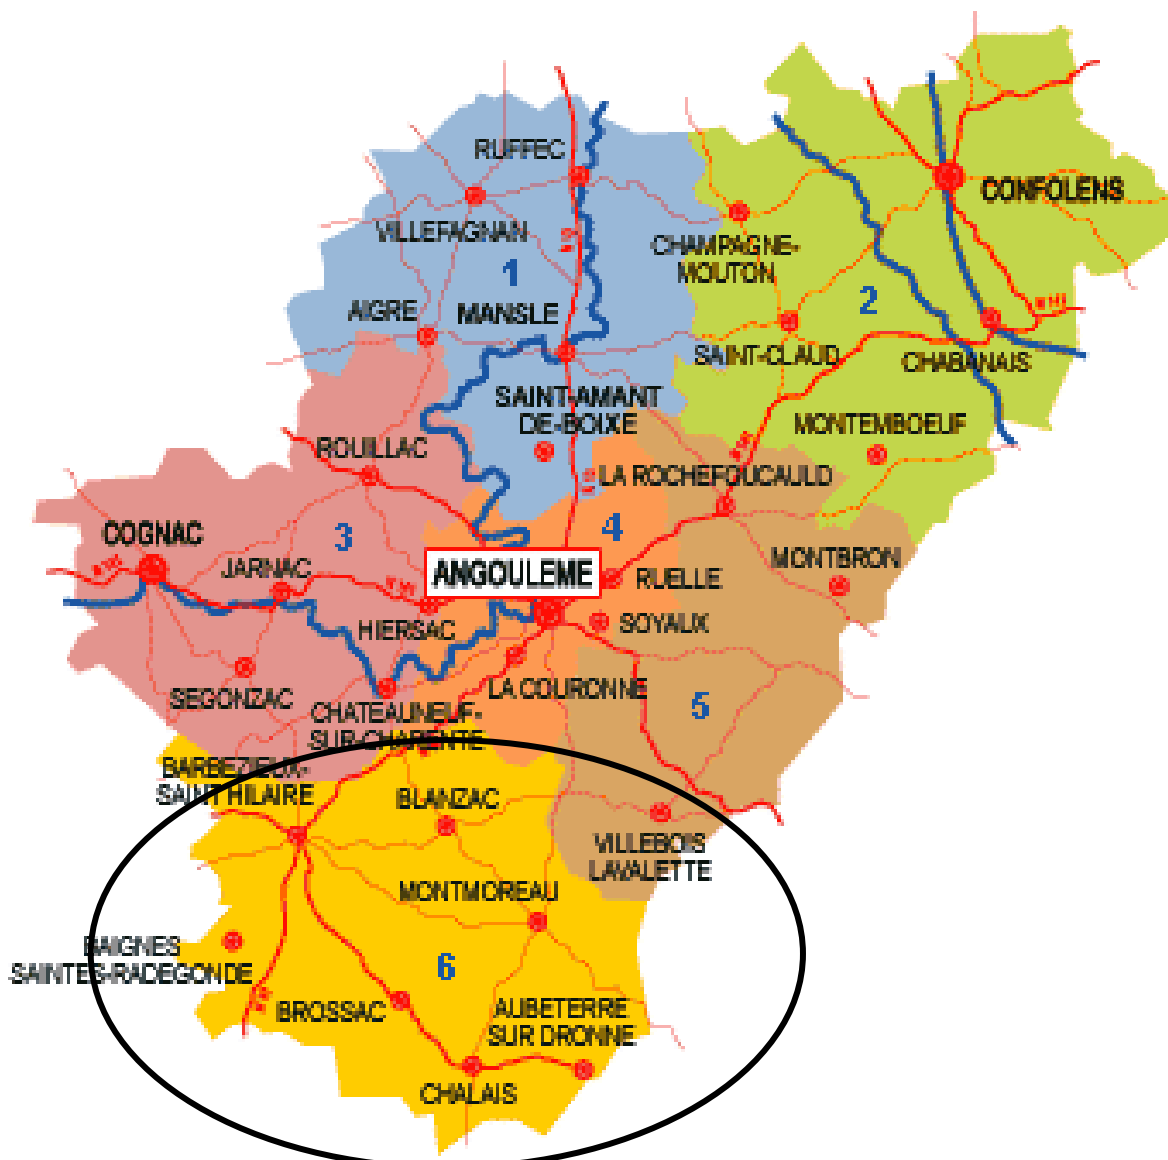 RUFFEC
CONFOLENS
VILLEFAGNAN
CHAMPAGNE-
MOUTON
1
2
AIGRE
MANSLE
SAINT-CLAUD
CHABANAIS
SAINT-AMANT
DE-BOIXE
MONTEMBOEUF
ROUILLAC
LA ROCHEFOUCAULD
COGNAC
3
4
JARNAC
ANGOULEME
RUELLE
MONTBRON
HIERSAC
SOYAUX
SEGONZAC
LA COURONNE
5
CHATEAUNEUF-
SUR-CHARENTE
BARBEZIEUX-
SAINT HILAIRE
BLANZAC
VILLEBOIS
LAVALETTE
MONTMOREAU
BAIGNES
SAINTES-RADEGONDE
6
BROSSAC
AUBETERRE
SUR DRONNE
CHALAIS